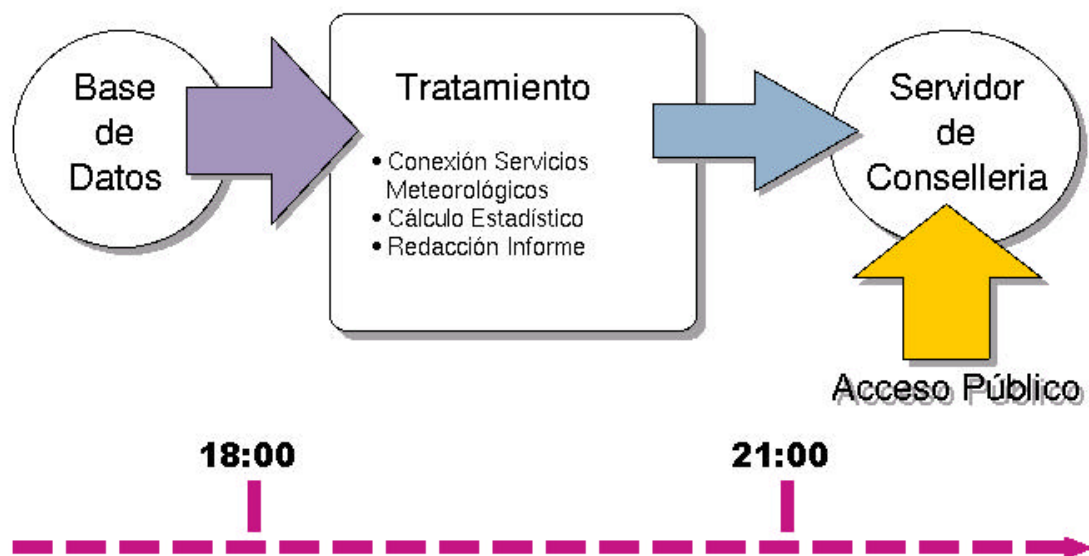 Base
de
Datos
Tratamiento
• Conexión Servicios
Meteorológicos
• Cálculo Estadístico
• Redacción Informe
Servidor
de
Conselleria
Acceso Público
18:00
21:00